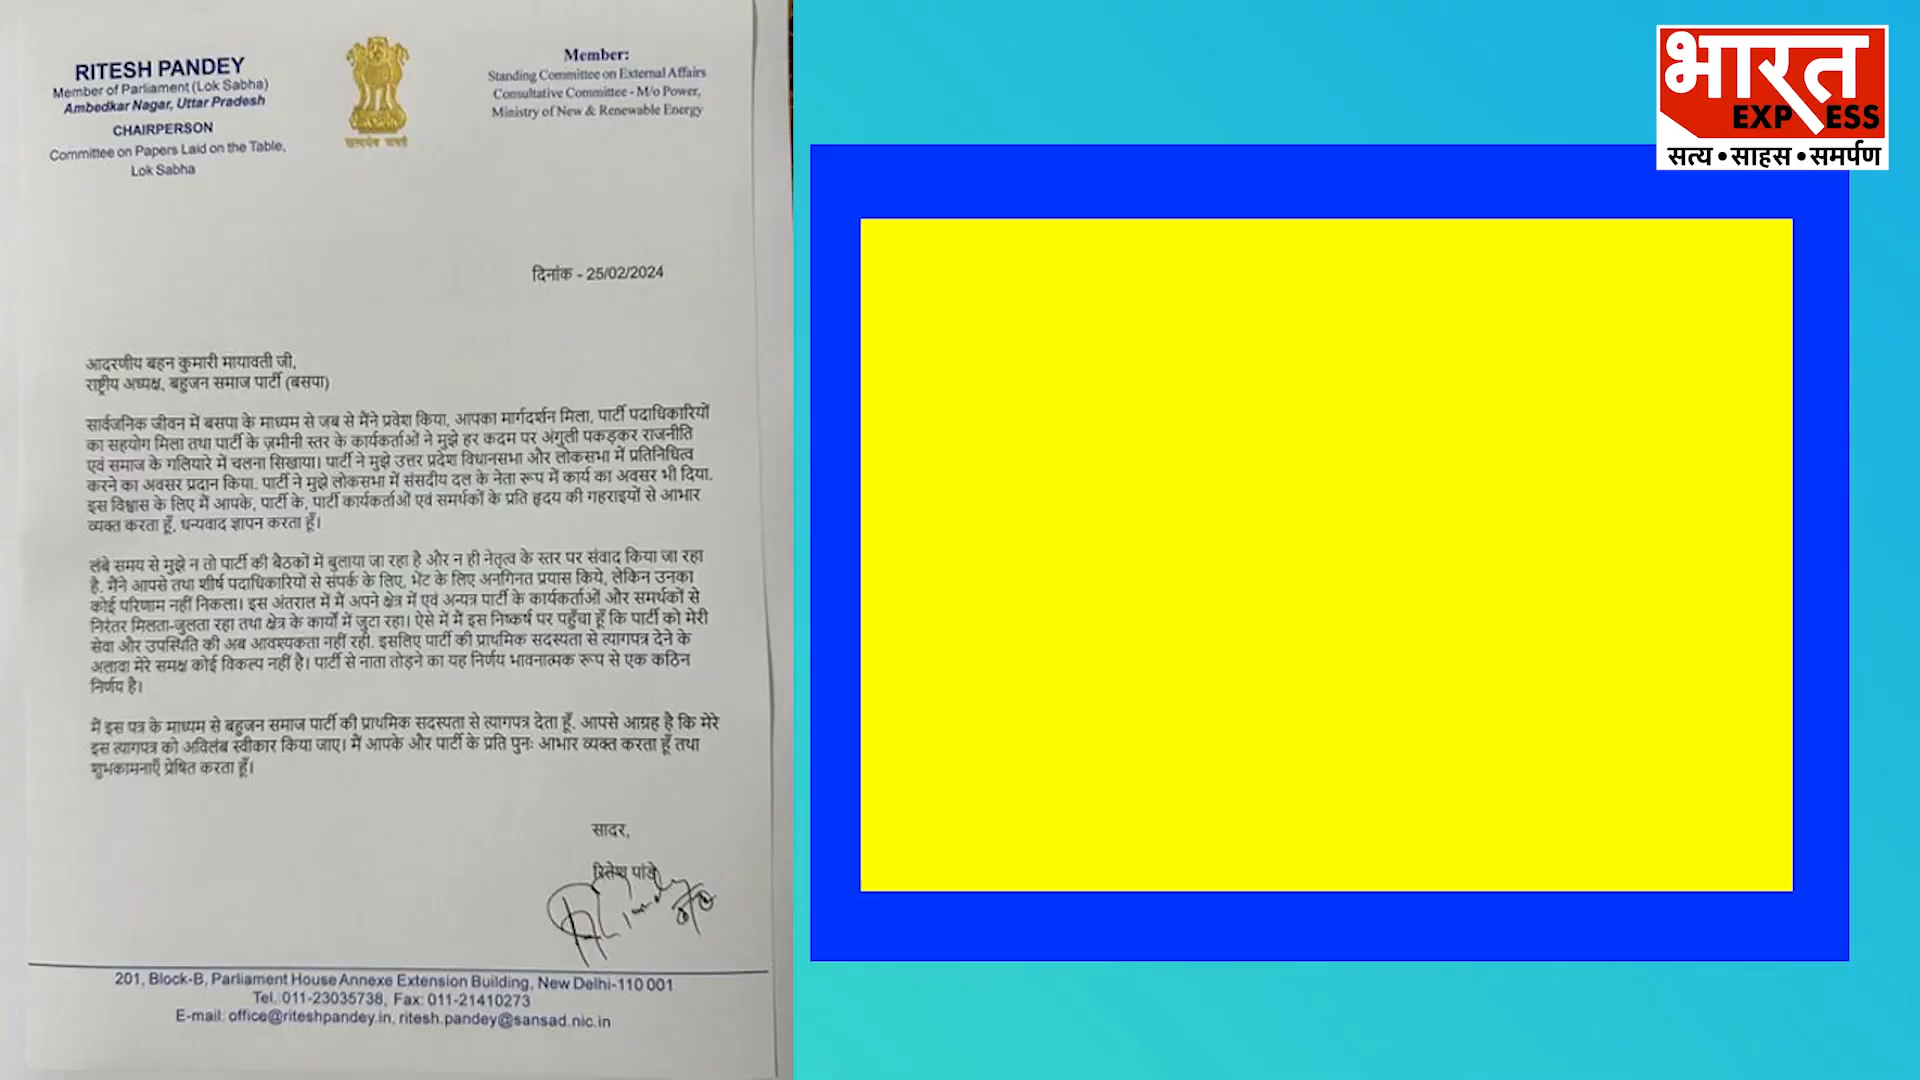 RITESH PANDEY
Member of Parliament (Lok Sabha)
Ambedkar Nagar, Uttar Pradesh
CHAIRPERSON
Committee on Papers Laid on the Table,
Lok Sabha
सत्यमेव जयते
Member:
Standing Committee on External Affairs
Consultative Committee - M/o Power,
Ministry of New & Renewable Energy
दिनांक - 25/02/2024
आदरणीय बहन कुमारी मायावती जी,
राष्ट्रीय अध्यक्ष, बहुजन समाज पार्टी (बसपा)
सार्वजनिक जीवन में बसपा के माध्यम से जब से मैंने प्रवेश किया, आपका मार्गदर्शन मिला, पार्टी पदाधिकारियों
का सहयोग मिला तथा पार्टी के ज़मीनी स्तर के कार्यकर्ताओं ने मुझे हर कदम पर अंगुली पकड़कर राजनीति
एवं समाज के गलियारे में चलना सिखाया। पार्टी ने मुझे उत्तर प्रदेश विधानसभा और लोकसभा में प्रतिनिधित्व
करने का अवसर प्रदान किया. पार्टी ने मुझे लोकसभा में संसदीय दल के नेता रूप में कार्य का अवसर भी दिया.
इस विश्वास के लिए मैं आपके, पार्टी के, पार्टी कार्यकर्ताओं एवं समर्थकों के प्रति हृदय की गहराइयों से आभार
व्यक्त करता हूँ, धन्यवाद ज्ञापन करता हूँ।
लंबे समय से मुझे न तो पार्टी की बैठकों में बुलाया जा रहा है और न ही नेतृत्व के स्तर पर संवाद किया जा रहा
है. मैंने आपसे तथा शीर्ष पदाधिकारियों से संपर्क के लिए, भेंट के लिए अनगिनत प्रयास किये, लेकिन उनका
कोई परिणाम नहीं निकला। इस अंतराल में मैं अपने क्षेत्र में एवं अन्यत्र पार्टी के कार्यकर्ताओं और समर्थकों से
निरंतर मिलता-जुलता रहा तथा क्षेत्र के कार्यों में जुटा रहा। ऐसे में मैं इस निष्कर्ष पर पहुँचा हूँ कि पार्टी को मेरी
सेवा और उपस्थिति की अब आवश्यकता नहीं रही. इसलिए पार्टी की प्राथमिक सदस्यता से त्यागपत्र देने के
अलावा मेरे समक्ष कोई विकल्प नहीं है। पार्टी से नाता तोड़ने का यह निर्णय भावनात्मक रूप से एक कठिन
निर्णय है।
मैं इस पत्र के माध्यम से बहुजन समाज पार्टी की प्राथमिक सदस्यता से त्यागपत्र देता हूँ. आपसे आग्रह है कि मेरे
इस त्यागपत्र को अविलंब स्वीकार किया जाए। मैं आपके और पार्टी के प्रति पुनः आभार व्यक्त करता हूँ तथा
शुभकामनाएँ प्रेषित करता हूँ।
सादर,
रितेश पांडे
201, Block-B, Parliament House Annexe Extension Building, New Delhi-110 001
Tel. 011-23035738, Fax: 011-21410273
E-mail: office@riteshpandey.in, ritesh.pandey@sansad.nic.in
भारत
EXPRESS
सत्य • साहस • समर्पण